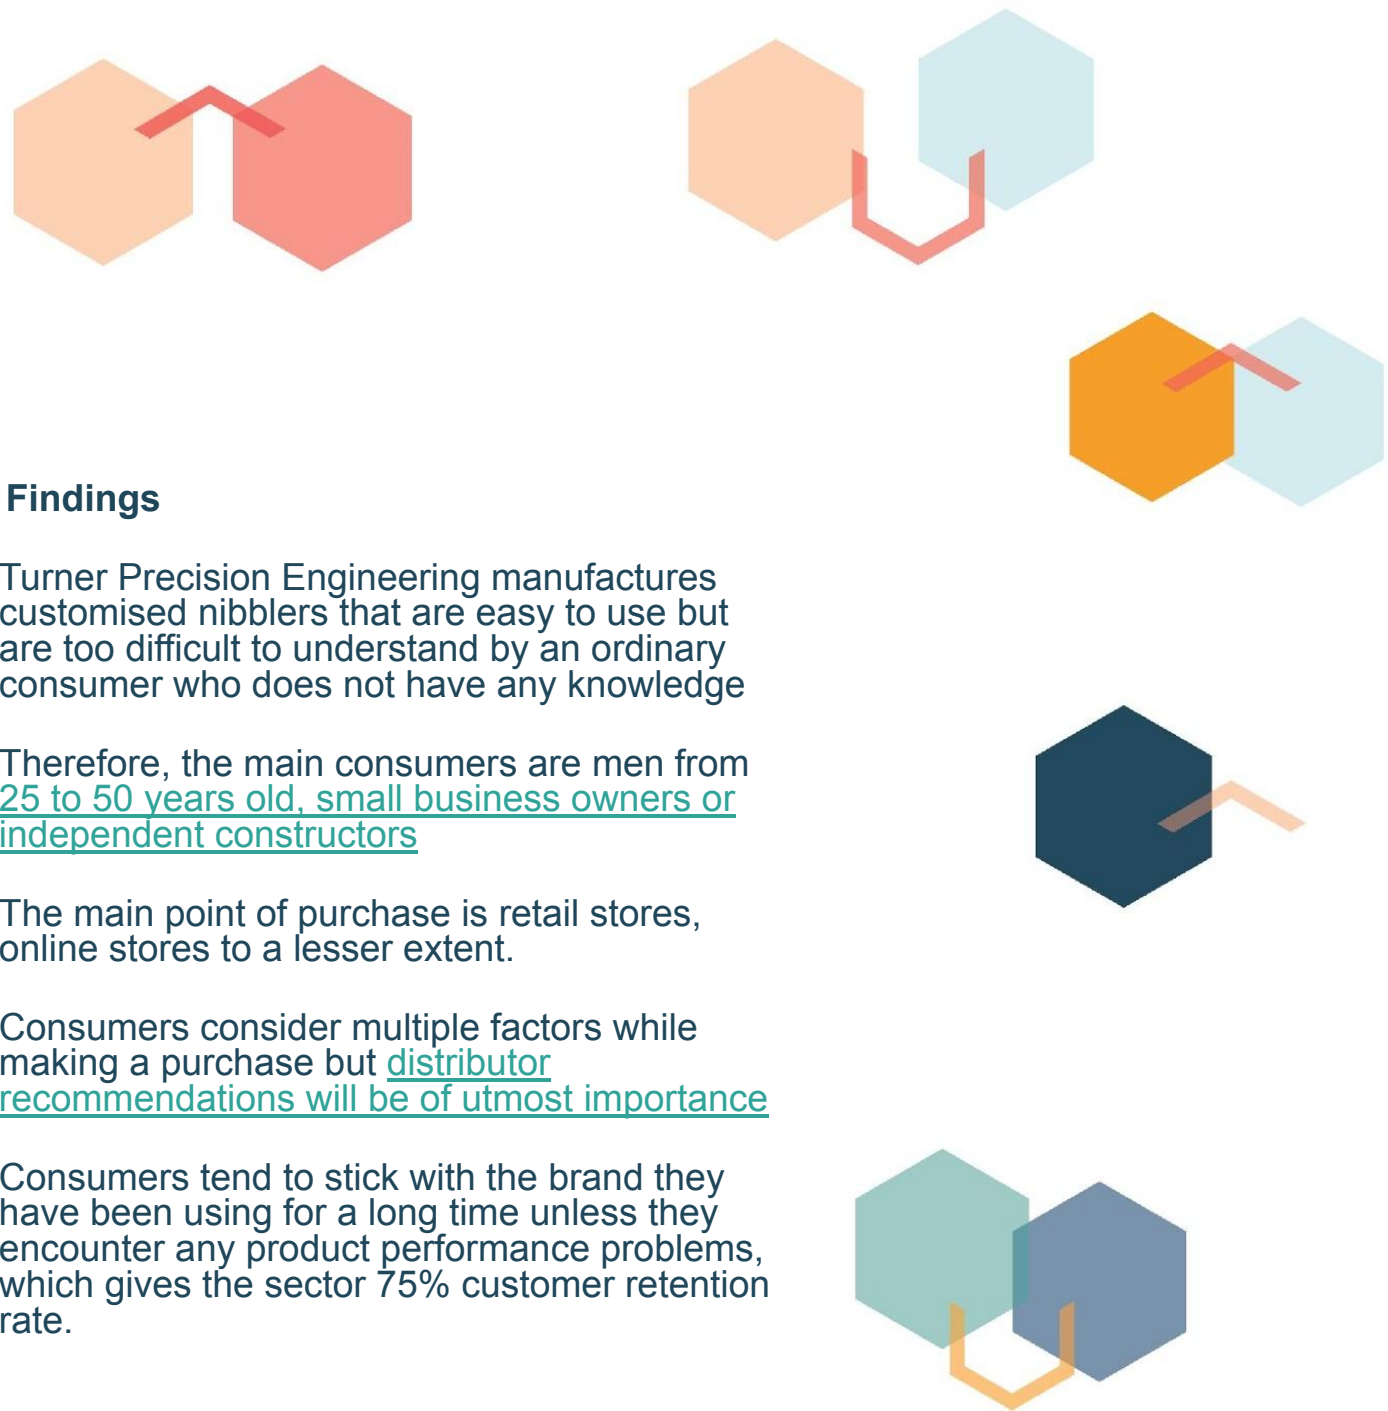 Findings
Turner Precision Engineering manufactures
customised nibblers that are easy to use but
are too difficult to understand by an ordinary
consumer who does not have any knowledge
Therefore, the main consumers are men from
25 to 50 years old, small business owners or
independent constructors
The main point of purchase is retail stores,
online stores to a lesser extent.
Consumers consider multiple factors while
making a purchase but distributor
recommendations will be of utmost importance
Consumers tend to stick with the brand they
have been using for a long time unless they
encounter any product performance problems,
which gives the sector 75% customer retention
rate.